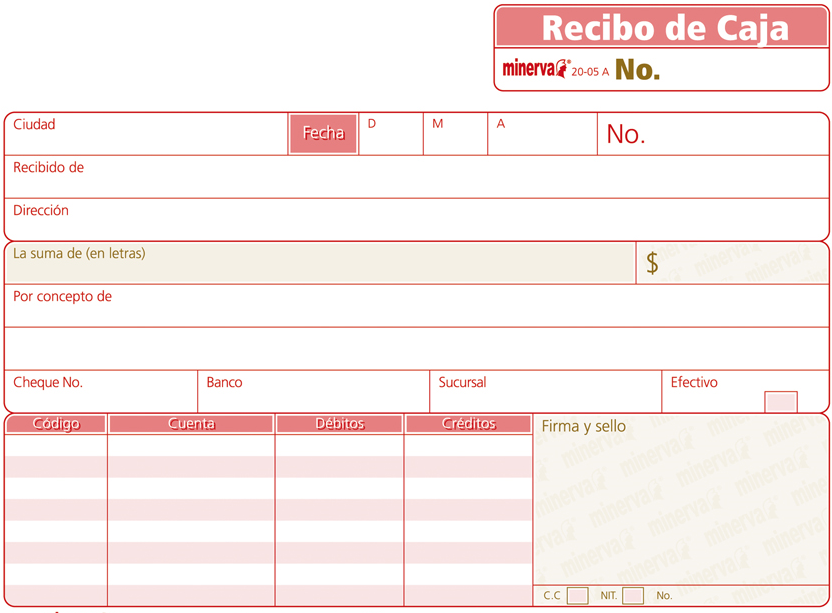 Recibo de Caja
minerva® 20-05 A No.
Ciudad Fecha D M A No.
Recibido de
Dirección
La suma de (en letras) $
Por concepto de
Cheque No. Banco Sucursal Efectivo
Código Cuenta Débitos Créditos Firma y sello
C.C NIT. No.